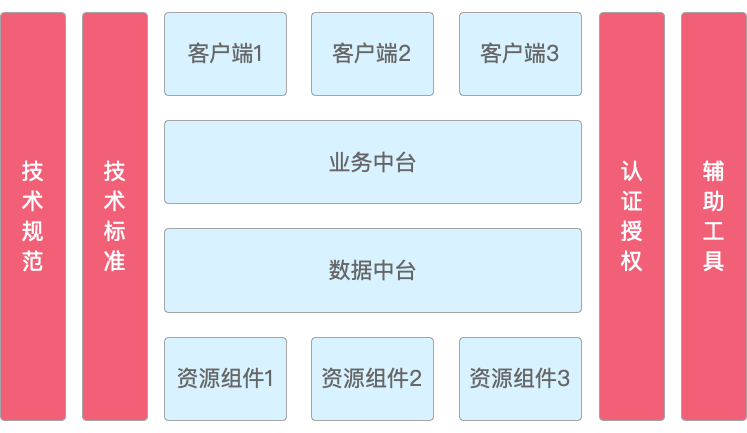 技术规范
技术标准
客户端1
客户端2
客户端3
业务中台
数据中台
资源组件1
资源组件2
资源组件3
认证授权
辅助工具